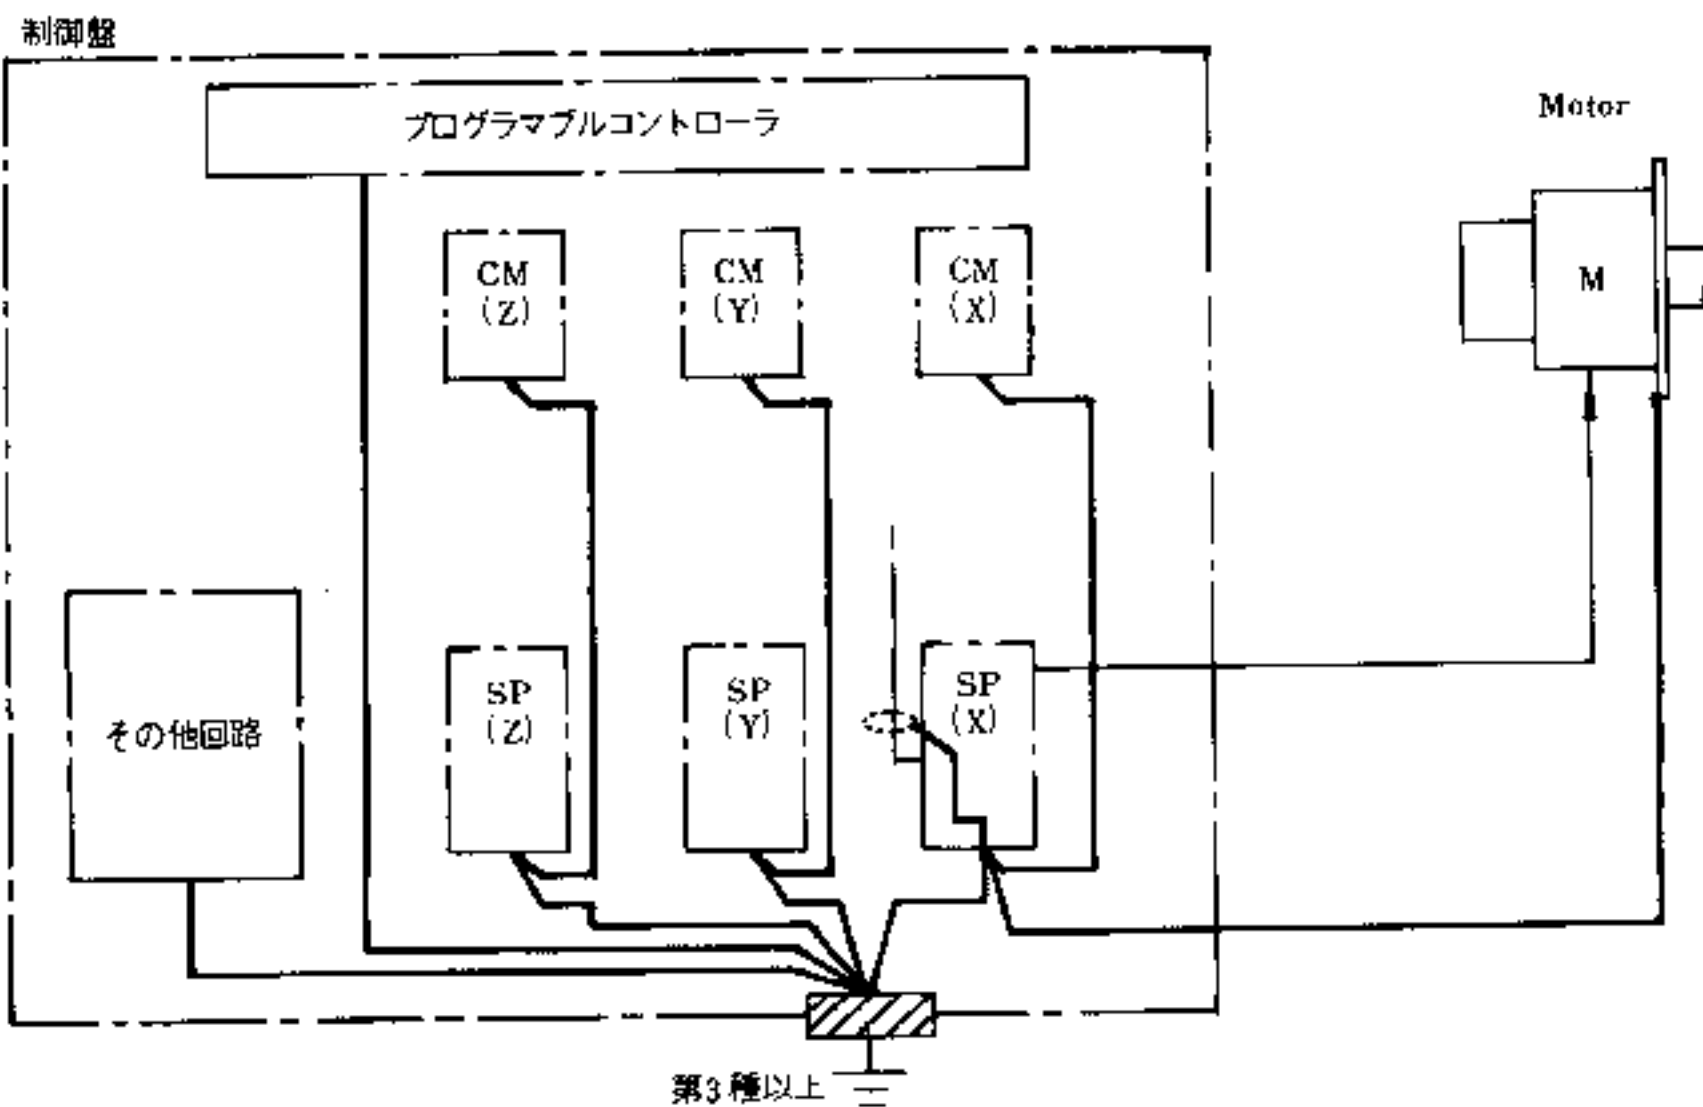 制御盤
プログラマブルコントローラ
Motor
CM
(Z)
CM
(Y)
CM
(X)
M
その他回路
SP
(Z)
SP
(Y)
SP
(X)
第3種以上